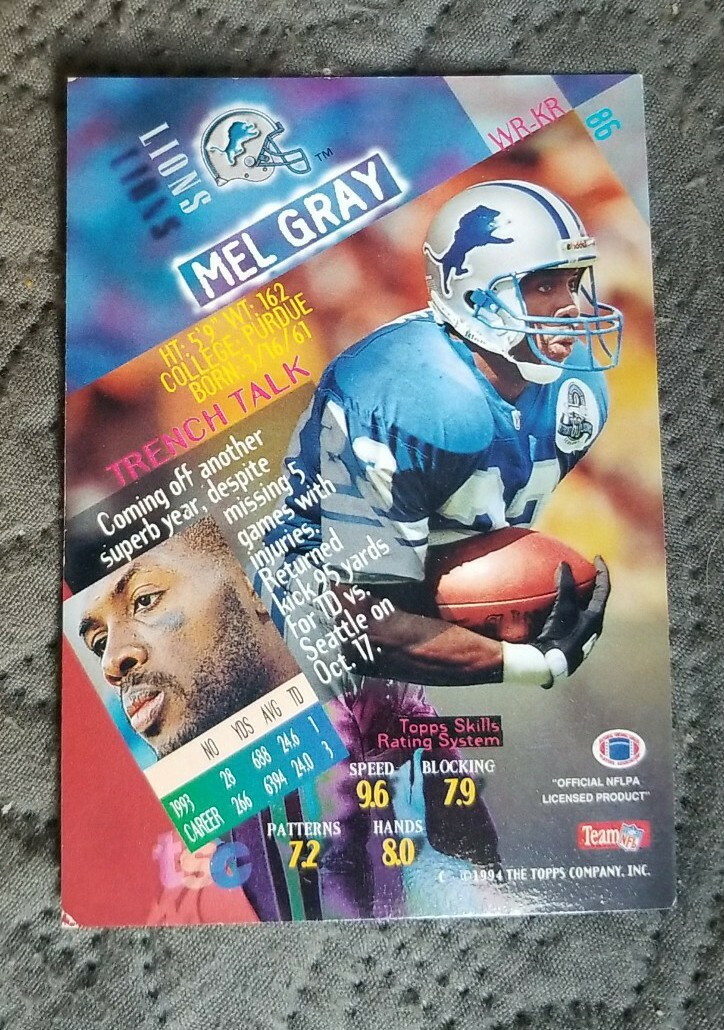 LIONS
LIONS
TM
WR-KR
86
MEL GRAY
HT: 5'9" WT: 162
COLLEGE: PURDUE
BORN: 3/16/61
TRENCH TALK
Coming off another
superb year, despite
missing 5
games with
injuries.
Returned
kick 95 yards
for TD vs.
Seattle on
Oct. 17.
NO YDS AVG TD
1993 28 688 24.6 1
CAREER 266 6394 24.0 3
Topps Skills
Rating System
SPEED BLOCKING
9.6 7.9
PATTERNS HANDS
7.2 8.0
"OFFICIAL NFLPA
LICENSED PRODUCT"
Team NFL
tsc
©1994 THE TOPPS COMPANY, INC.